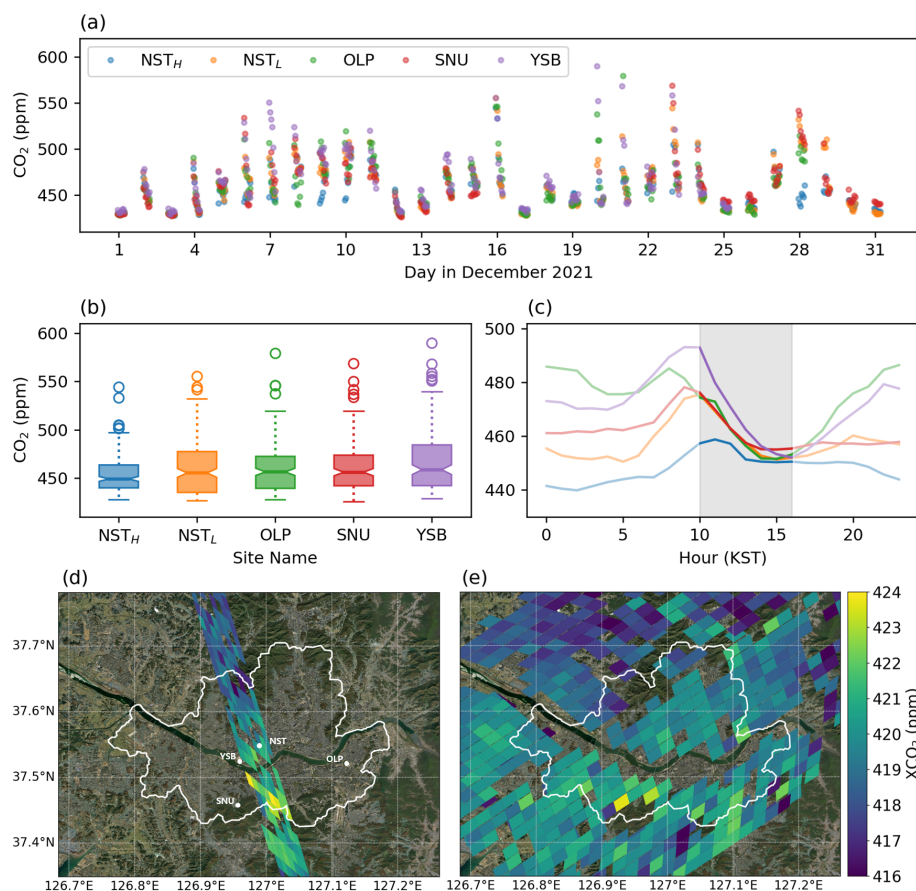 (a)
600
550
500
450
CO₂ (ppm)
NST_H NST_L OLP SNU YSB
1 4 7 10 13 16 19 22 25 28 31
Day in December 2021
(b)
600
550
500
450
CO₂ (ppm)
NST_H NST_L OLP SNU YSB
Site Name
(c)
500
480
460
440
0 5 10 15 20
Hour (KST)
(d)
37.7°N
37.6°N
37.5°N
37.4°N
NST
YSB
OLP
SNU
126.7°E 126.8°E 126.9°E 127°E 127.1°E 127.2°E
(e)
126.7°E 126.8°E 126.9°E 127°E 127.1°E 127.2°E
424
423
422
421
420
419
418
417
416
XCO₂ (ppm)